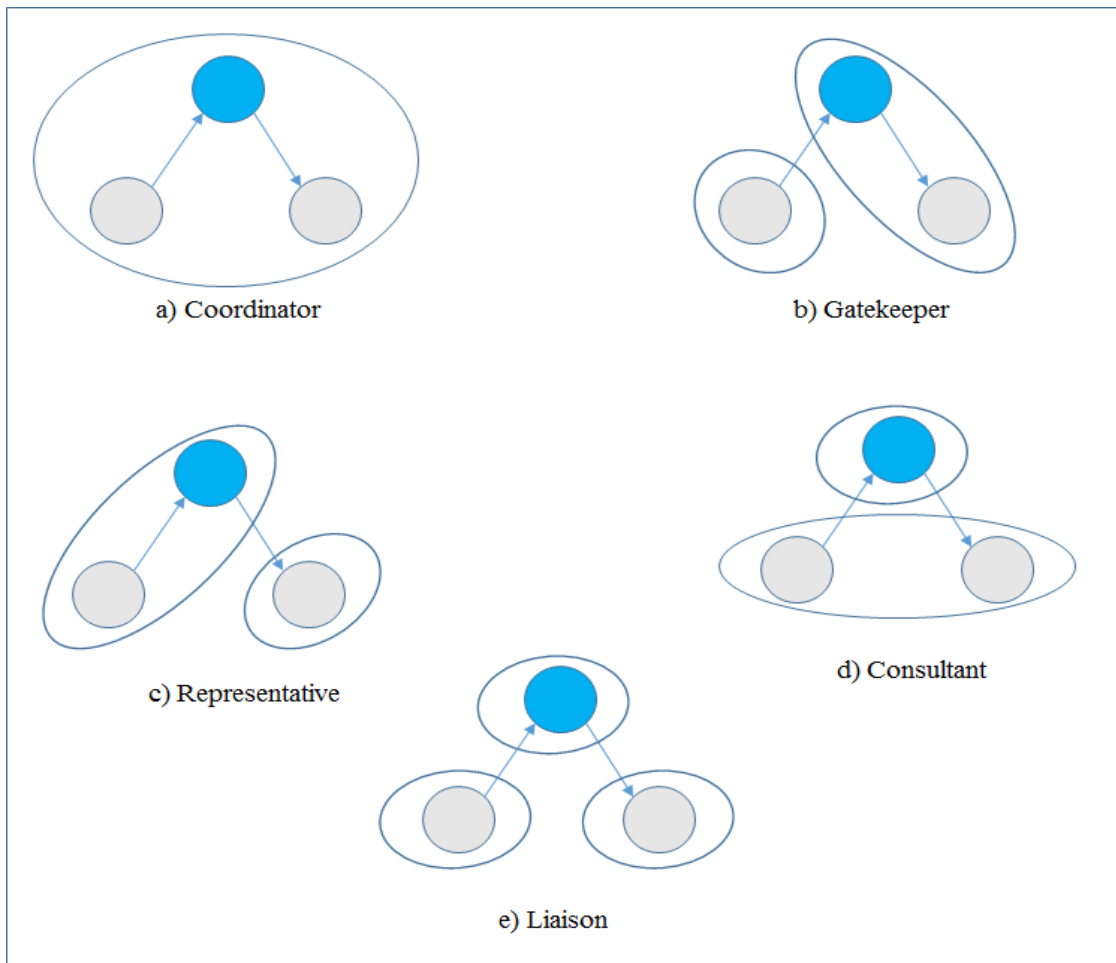 a) Coordinator
b) Gatekeeper
c) Representative
d) Consultant
e) Liaison